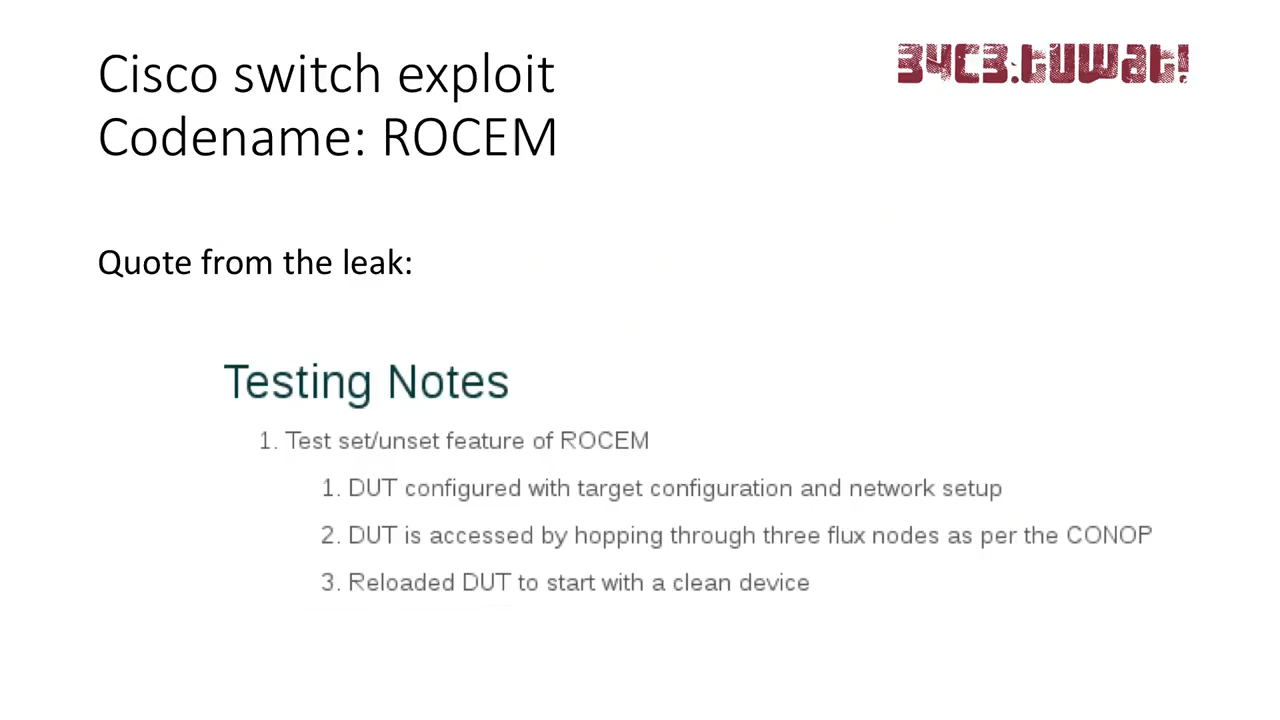 Cisco switch exploit
Codename: ROCEM
34C3.tuwat!
Quote from the leak:
Testing Notes
1. Test set/unset feature of ROCEM
1. DUT configured with target configuration and network setup
2. DUT is accessed by hopping through three flux nodes as per the CONOP
3. Reloaded DUT to start with a clean device